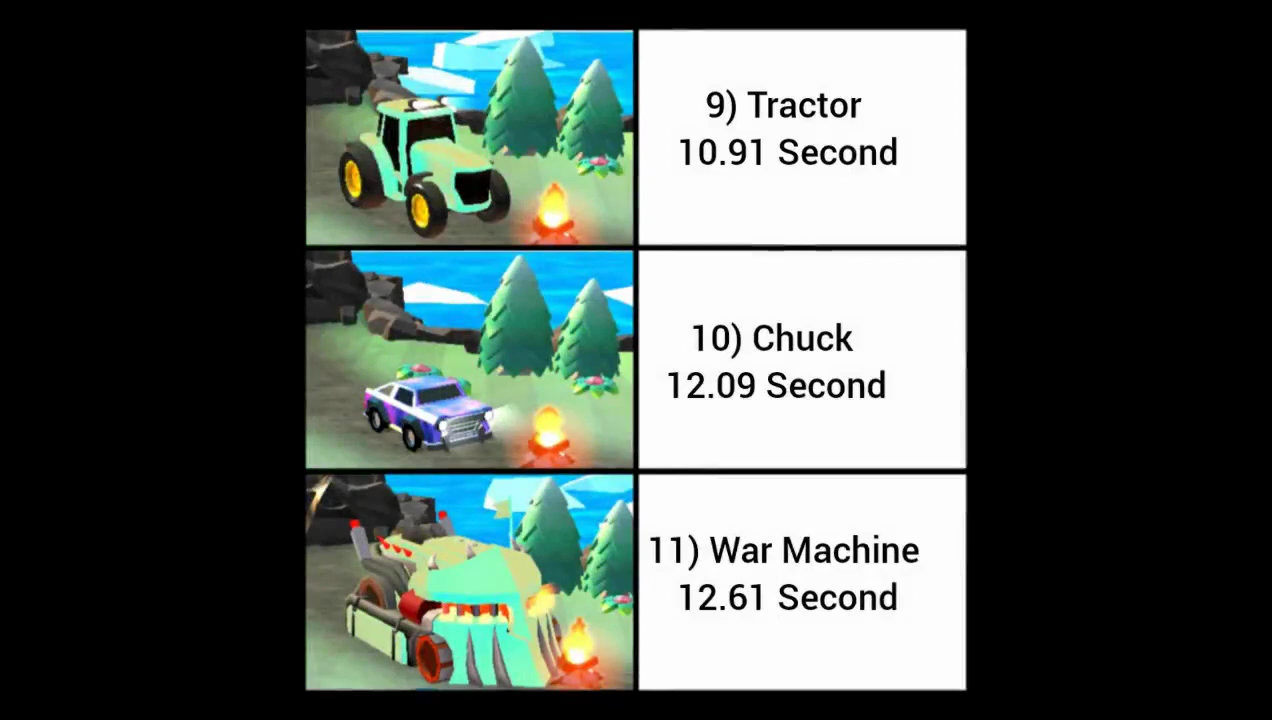 9) Tractor
10.91 Second
10) Chuck
12.09 Second
11) War Machine
12.61 Second